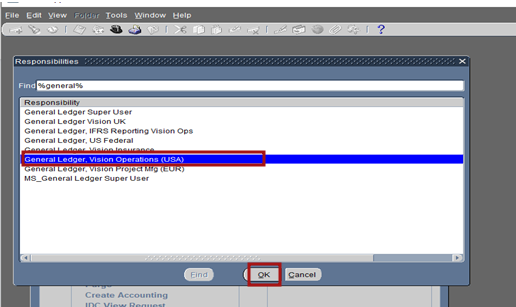 File Edit View Folder Tools Window Help
?
Responsibilities
Find %general%
Responsibility
General Ledger Super User
General Ledger Vision UK
General Ledger, IFRS Reporting Vision Ops
General Ledger, US Federal
General Ledger, Vision Insurance
General Ledger, Vision Operations (USA)
General Ledger, Vision Project Mfg (EUR)
MS_General Ledger Super User
Find OK Cancel
Create Accounting
IDC View Request